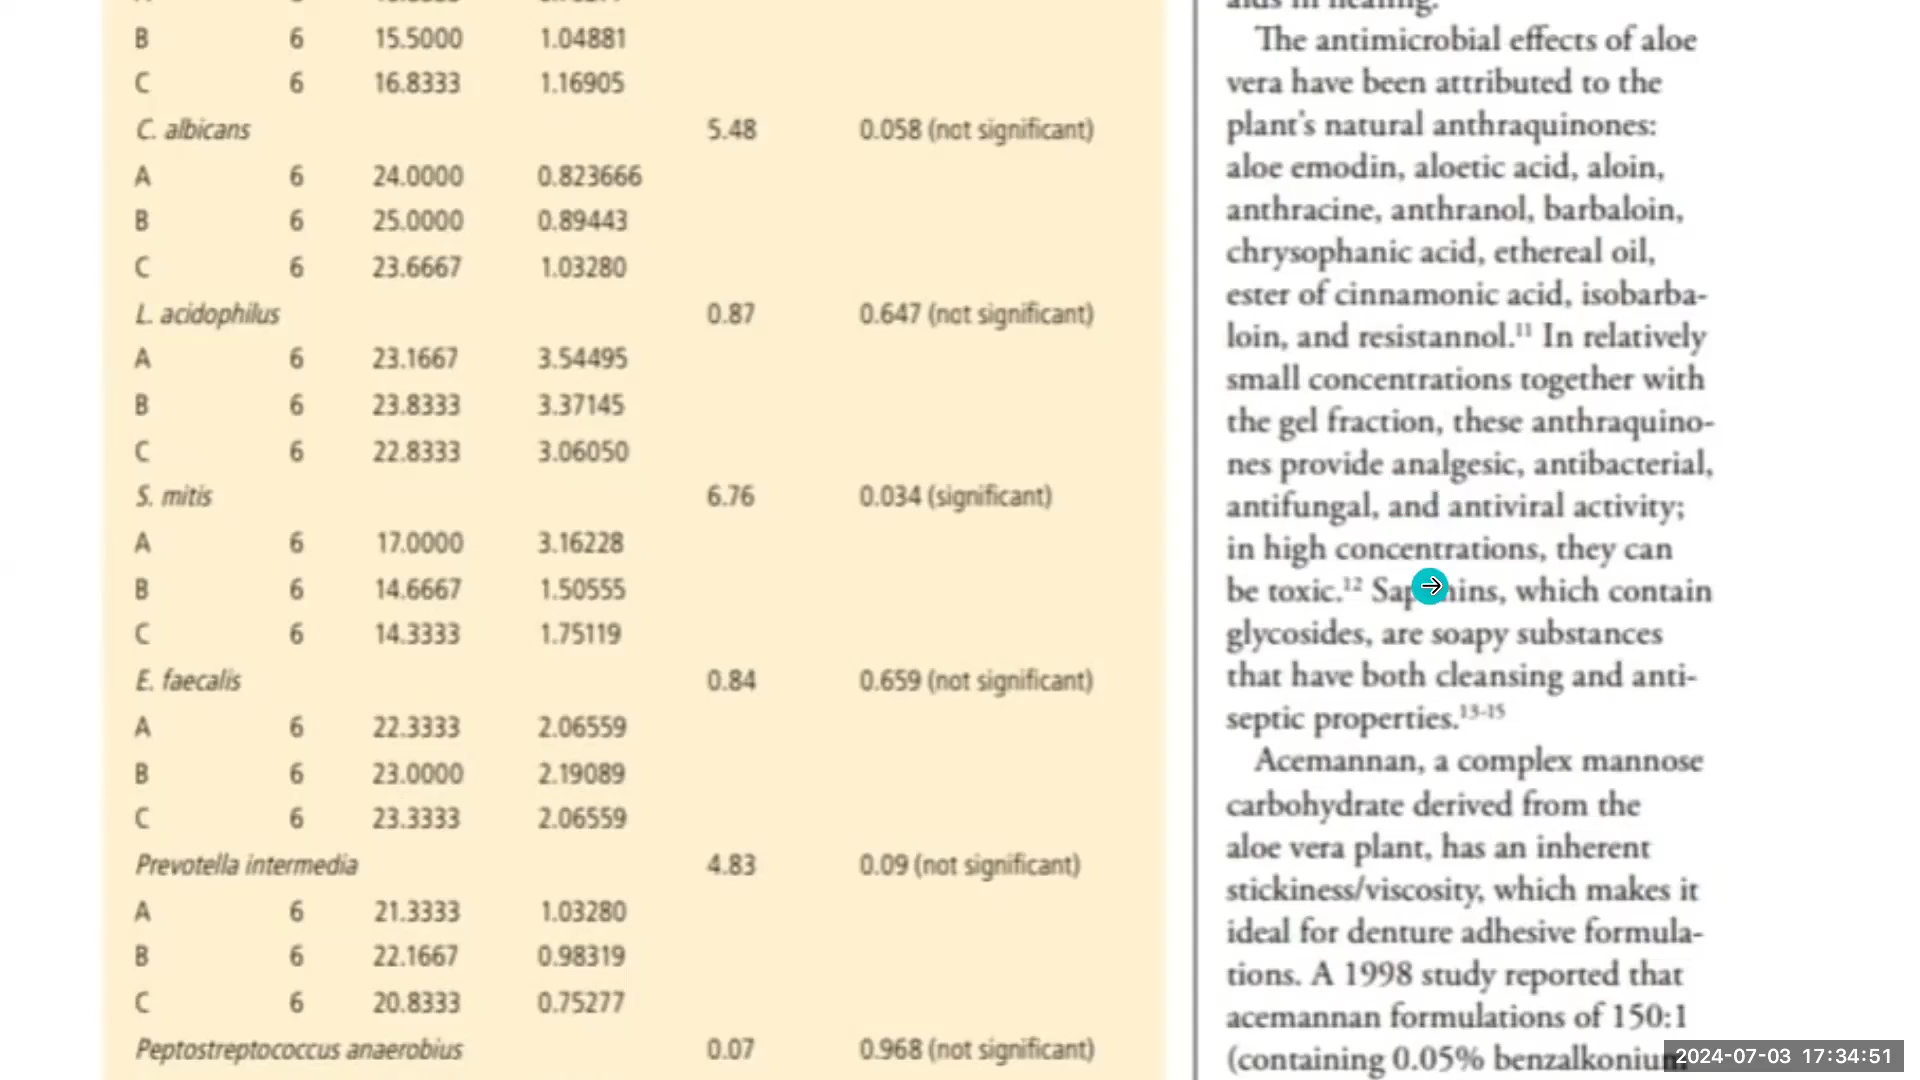 B 6 15.5000 1.04881
C 6 16.8333 1.16905
C. albicans 5.48 0.058 (not significant)
A 6 24.0000 0.823666
B 6 25.0000 0.89443
C 6 23.6667 1.03280
L. acidophilus 0.87 0.647 (not significant)
A 6 23.1667 3.54495
B 6 23.8333 3.37145
C 6 22.8333 3.06050
S. mitis 6.76 0.034 (significant)
A 6 17.0000 3.16228
B 6 14.6667 1.50555
C 6 14.3333 1.75119
E. faecalis 0.84 0.659 (not significant)
A 6 22.3333 2.06559
B 6 23.0000 2.19089
C 6 23.3333 2.06559
Prevotella intermedia 4.83 0.09 (not significant)
A 6 21.3333 1.03280
B 6 22.1667 0.98319
C 6 20.8333 0.75277
Peptostreptococcus anaerobius 0.07 0.968 (not significant)
aids in healing.
The antimicrobial effects of aloe
vera have been attributed to the
plant's natural anthraquinones:
aloe emodin, aloetic acid, aloin,
anthracine, anthranol, barbaloin,
chrysophanic acid, ethereal oil,
ester of cinnamonic acid, isobarba-
loin, and resistannol.11 In relatively
small concentrations together with
the gel fraction, these anthraquino-
nes provide analgesic, antibacterial,
antifungal, and antiviral activity;
in high concentrations, they can
be toxic.12 which contain
glycosides, are soapy substances
that have both cleansing and anti-
septic properties.13-15
Acemannan, a complex mannose
carbohydrate derived from the
aloe vera plant, has an inherent
stickiness/viscosity, which makes it
ideal for denture adhesive formula-
tions. A 1998 study reported that
acemannan formulations of 150:1
(containing 0.05% benzalkonium
2024-07-03 17:34:51